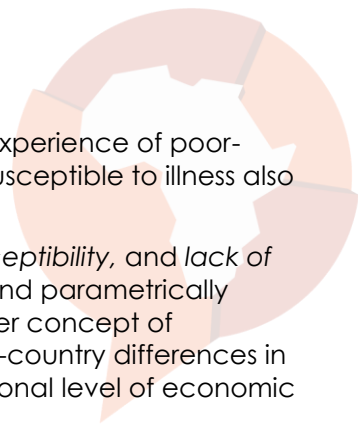 xperience of poor-
usceptible to illness also
eptibility, and lack of
nd parametrically
er concept of
-country differences in
onal level of economic